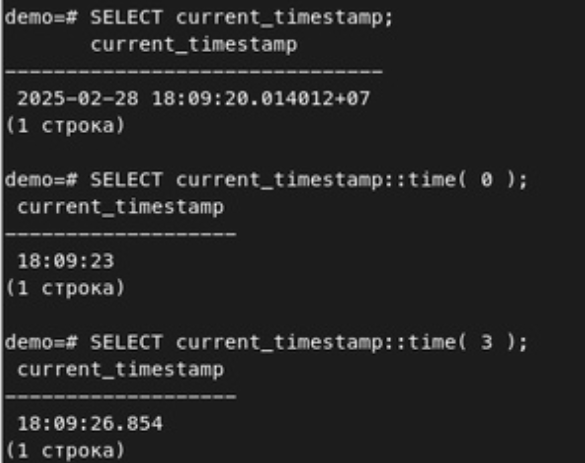 demo=# SELECT current_timestamp;
       current_timestamp
-------------------------------
 2025-02-28 18:09:20.014012+07
(1 строка)

demo=# SELECT current_timestamp::time( 0 );
 current_timestamp
-------------------
 18:09:23
(1 строка)

demo=# SELECT current_timestamp::time( 3 );
 current_timestamp
-------------------
 18:09:26.854
(1 строка)